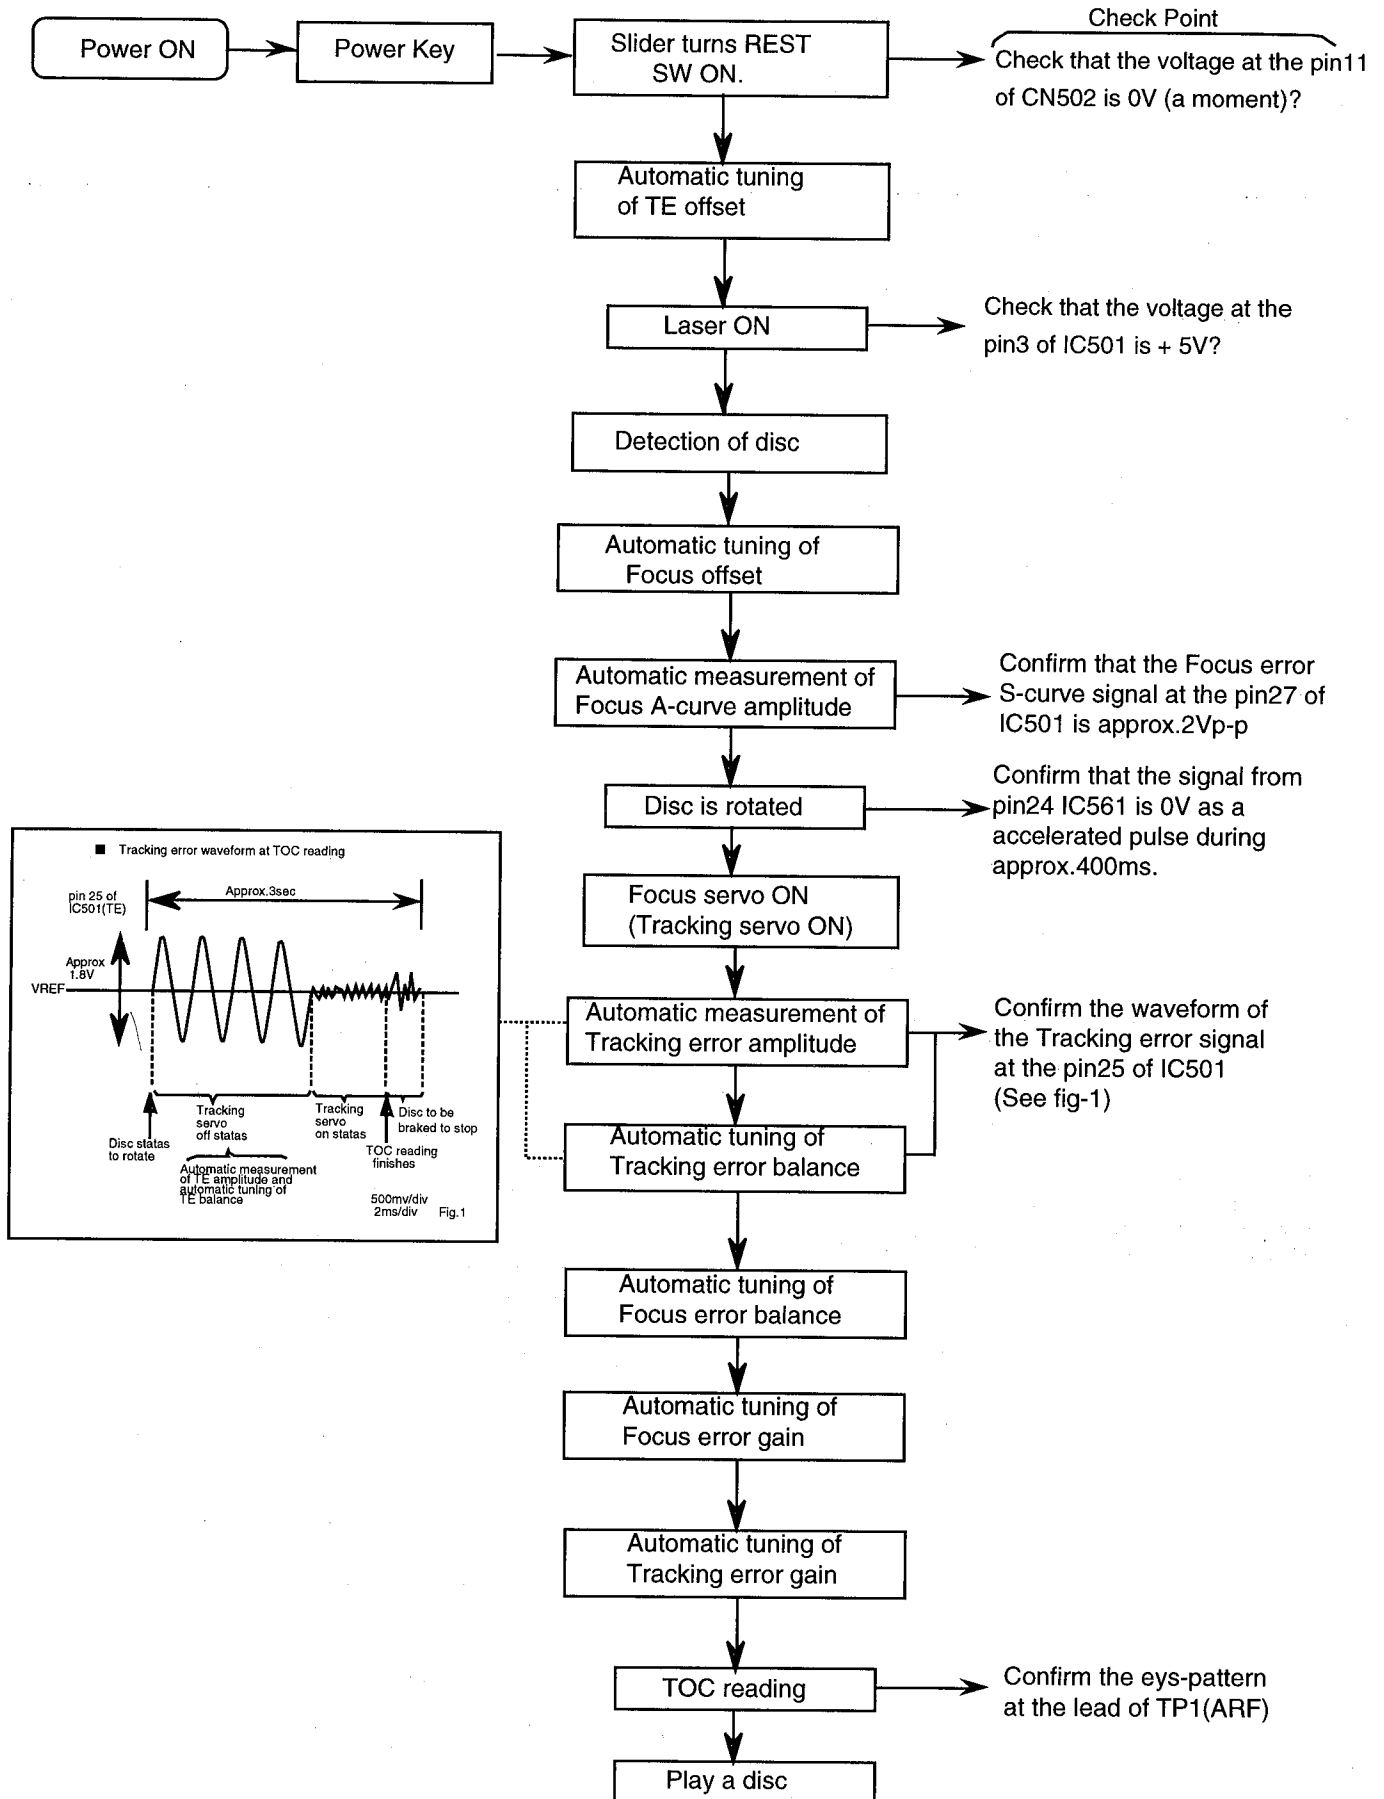 Check Point
Power ON
Power Key
Slider turns REST
SW ON.
Check that the voltage at the pin11
of CN502 is 0V (a moment)?
Automatic tuning
of TE offset
Laser ON
Check that the voltage at the
pin3 of IC501 is + 5V?
Detection of disc
Automatic tuning of
Focus offset
Automatic measurement of
Focus A-curve amplitude
Confirm that the Focus error
S-curve signal at the pin27 of
IC501 is approx.2Vp-p
Disc is rotated
Confirm that the signal from
pin24 IC561 is 0V as a
accelerated pulse during
approx.400ms.
Focus servo ON
(Tracking servo ON)
■ Tracking error waveform at TOC reading
pin 25 of
IC501(TE)
Approx.3sec
Approx
1.8V
VREF
Tracking
servo
off statas
Tracking
servo
on statas
Disc to be
braked to stop
Disc statas
to rotate
TOC reading
finishes
Automatic measurement
of TE amplitude and
automatic tuning of
TE balance
500mv/div
2ms/div
Fig.1
Automatic measurement of
Tracking error amplitude
Confirm the waveform of
the Tracking error signal
at the pin25 of IC501
(See fig-1)
Automatic tuning of
Tracking error balance
Automatic tuning of
Focus error balance
Automatic tuning of
Focus error gain
Automatic tuning of
Tracking error gain
TOC reading
Confirm the eys-pattern
at the lead of TP1(ARF)
Play a disc